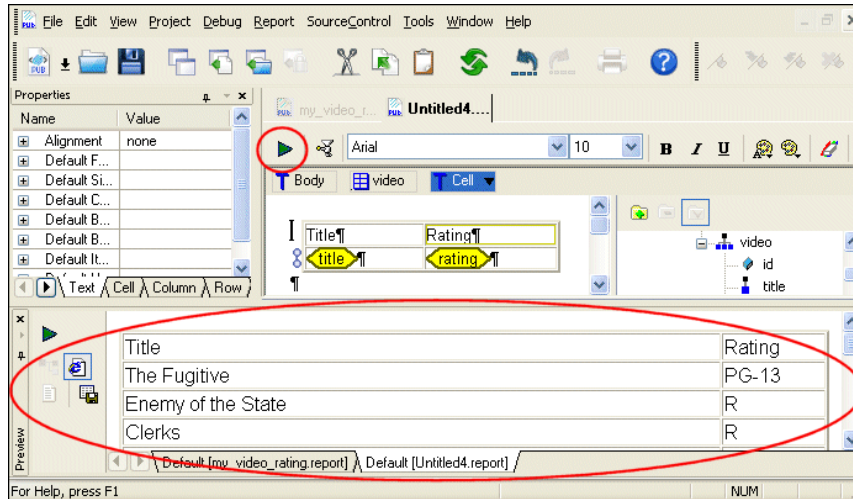 File Edit View Project Debug Report SourceControl Tools Window Help
PUB
Properties
Name Value
Alignment none
Default F...
Default Si...
Default C...
Default B...
Default B...
Default It...
Text Cell Column Row
my_video_r... Untitled4....
Arial 10 B I U
Body video Cell
Title¶ Rating¶
title ¶ rating ¶
¶
video
id
title
Preview
Title Rating
The Fugitive PG-13
Enemy of the State R
Clerks R
Default [my_video_rating.report] Default [Untitled4.report]
For Help, press F1 NUM